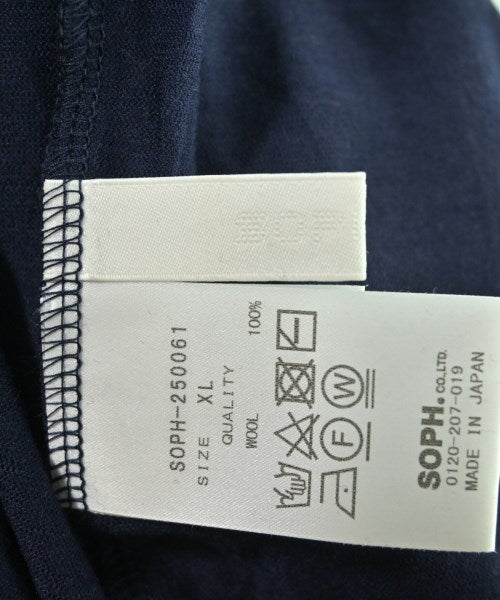 SOPH-250061
SIZE XL
QUALITY
WOOL 100%
W
F
SOPH. CO.,LTD.
0120-207-019
MADE IN JAPAN